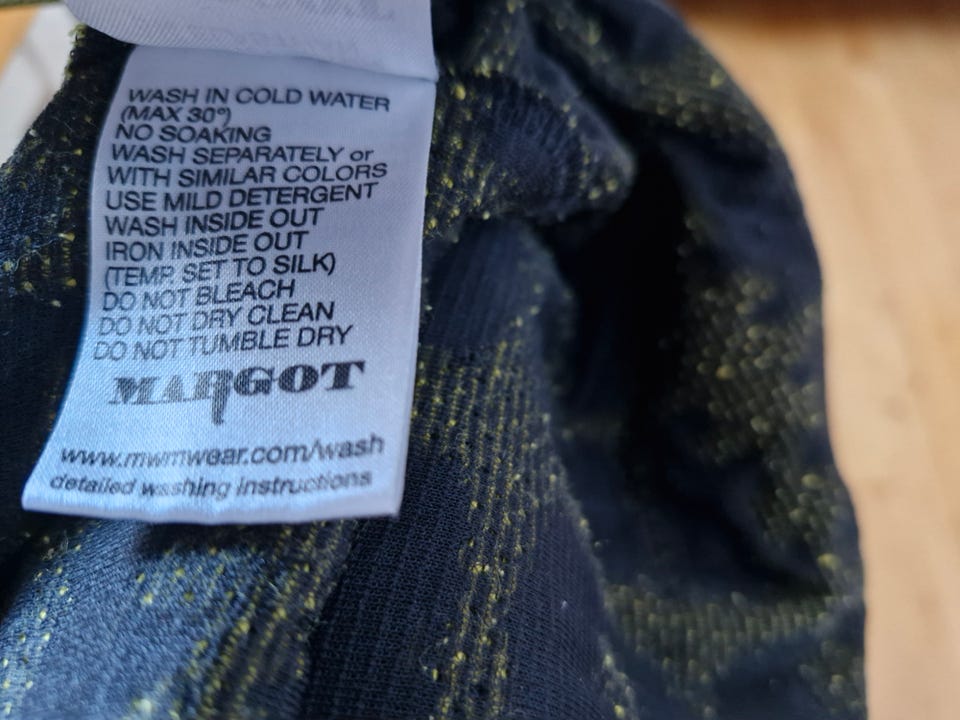 WASH IN COLD WATER
(MAX 30°)
NO SOAKING
WASH SEPARATELY or
WITH SIMILAR COLORS
USE MILD DETERGENT
WASH INSIDE OUT
IRON INSIDE OUT
(TEMP SET TO SILK)
DO NOT BLEACH
DO NOT DRY CLEAN
DO NOT TUMBLE DRY
MARGOT
www.mwmwear.com/wash
detailed washing instructions